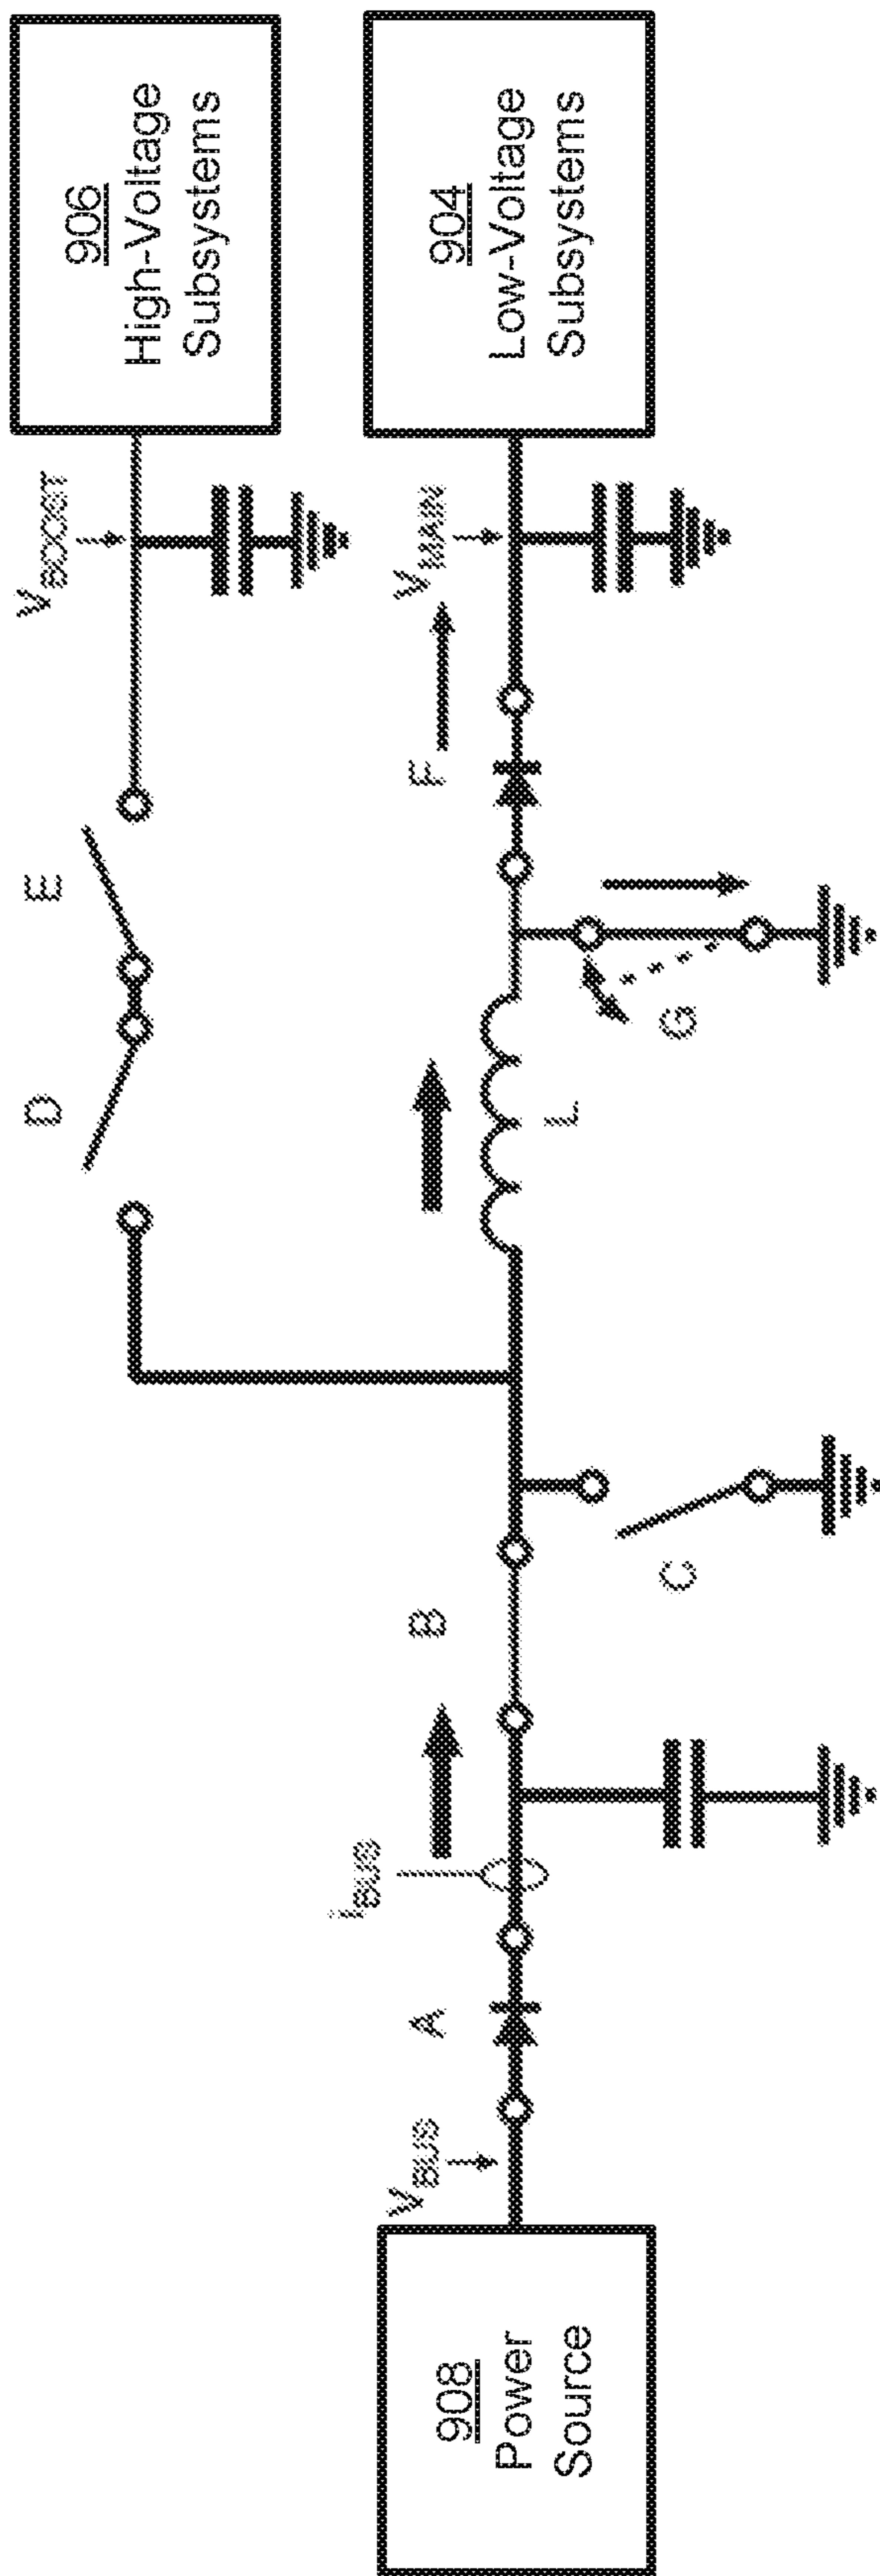 906
High-Voltage
Subsystems
904
Low-Voltage
Subsystems
V_BOOST
V_MAIN
F
E
D
G
L
B
C
i_BUS
A
V_BUS
908
Power
Source